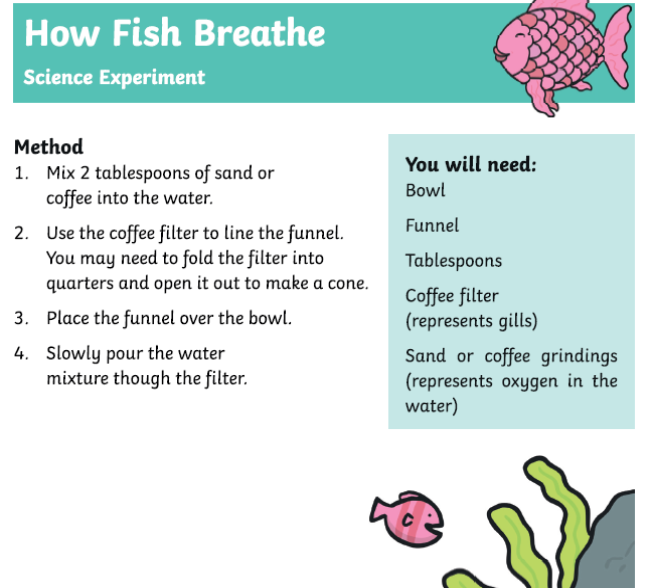 How Fish Breathe
Science Experiment
Method
1. Mix 2 tablespoons of sand or
coffee into the water.
2. Use the coffee filter to line the funnel.
You may need to fold the filter into
quarters and open it out to make a cone.
3. Place the funnel over the bowl.
4. Slowly pour the water
mixture though the filter.
You will need:
Bowl
Funnel
Tablespoons
Coffee filter
(represents gills)
Sand or coffee grindings
(represents oxygen in the
water)